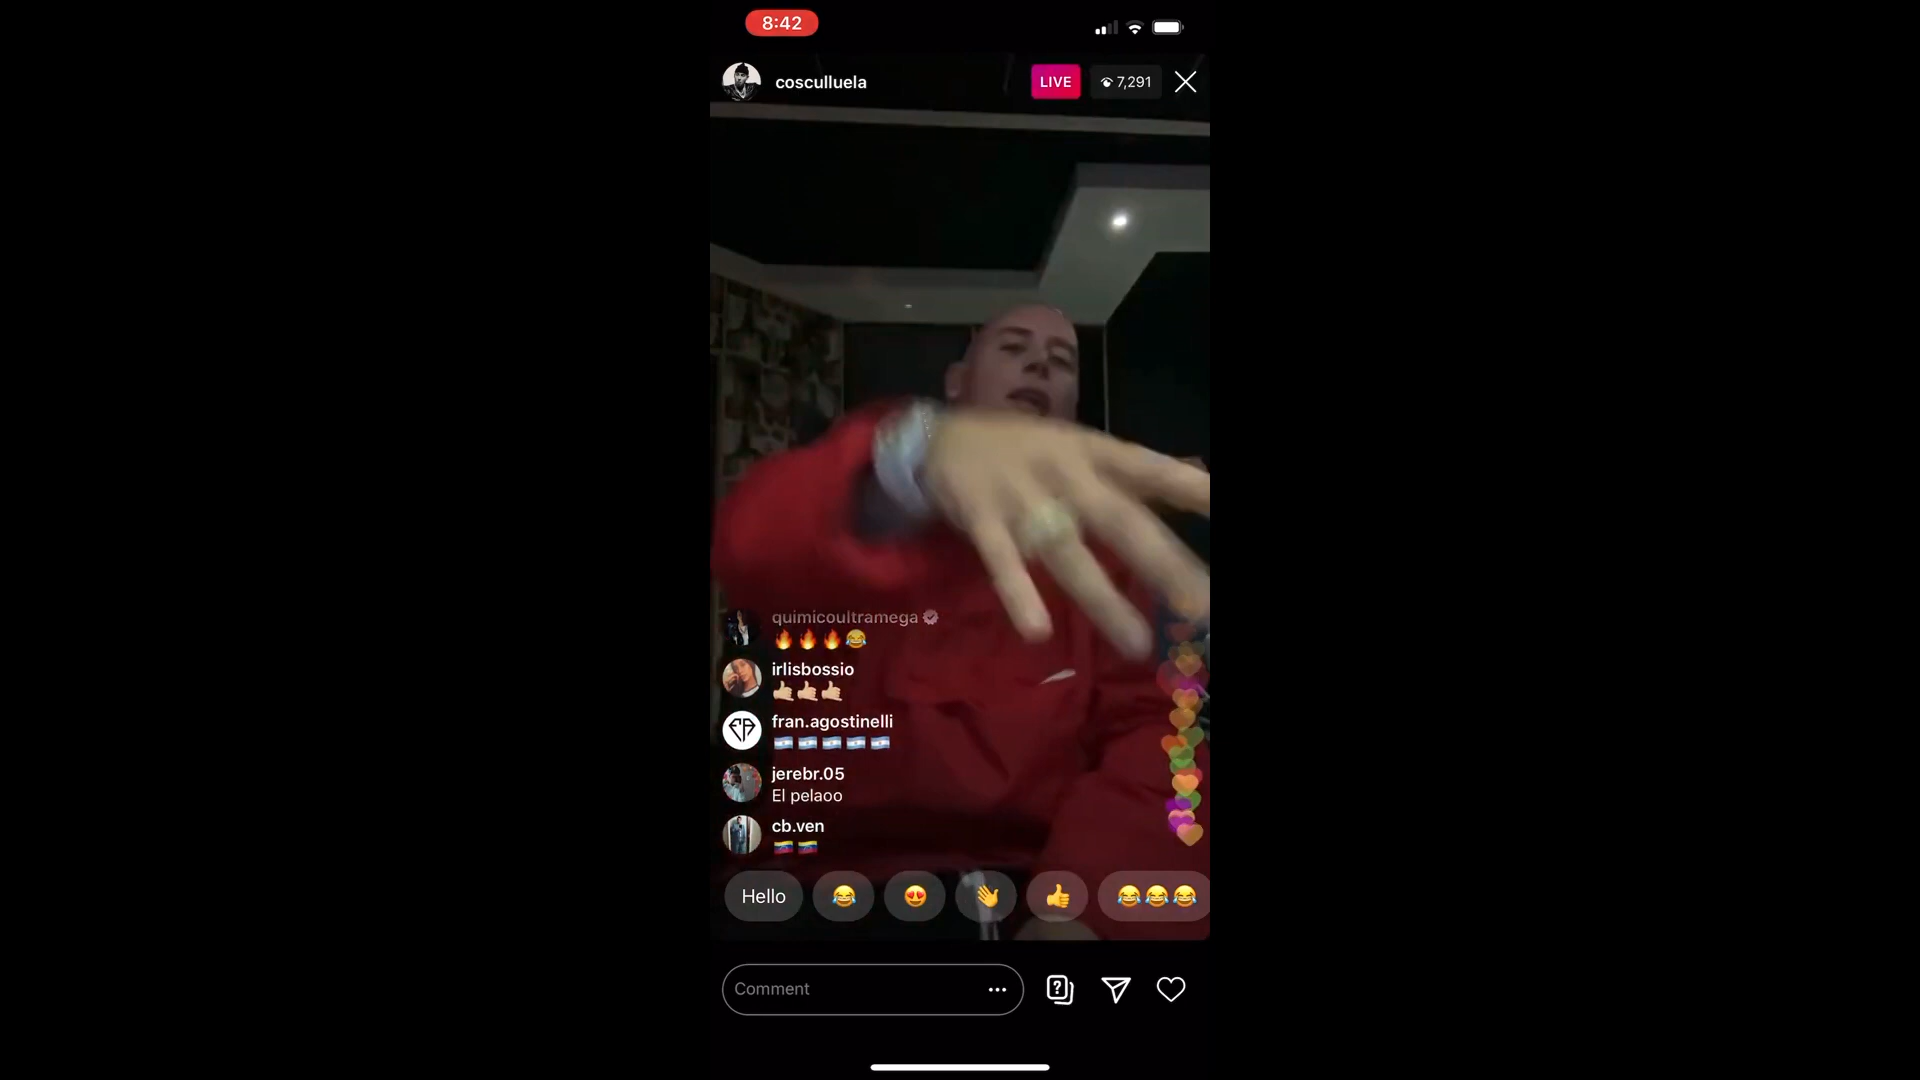 8:42
cosculluela
LIVE
7,291
quimicoultramega
🔥🔥🔥😂
irlisbossio
🤙🏼🤙🏼🤙🏼
fran.agostinelli
🇦🇷🇦🇷🇦🇷🇦🇷🇦🇷
jerebr.05
El pelaoo
cb.ven
🇻🇪🇻🇪
Hello 😂 😍 👋 👍 😂😂😂
Comment